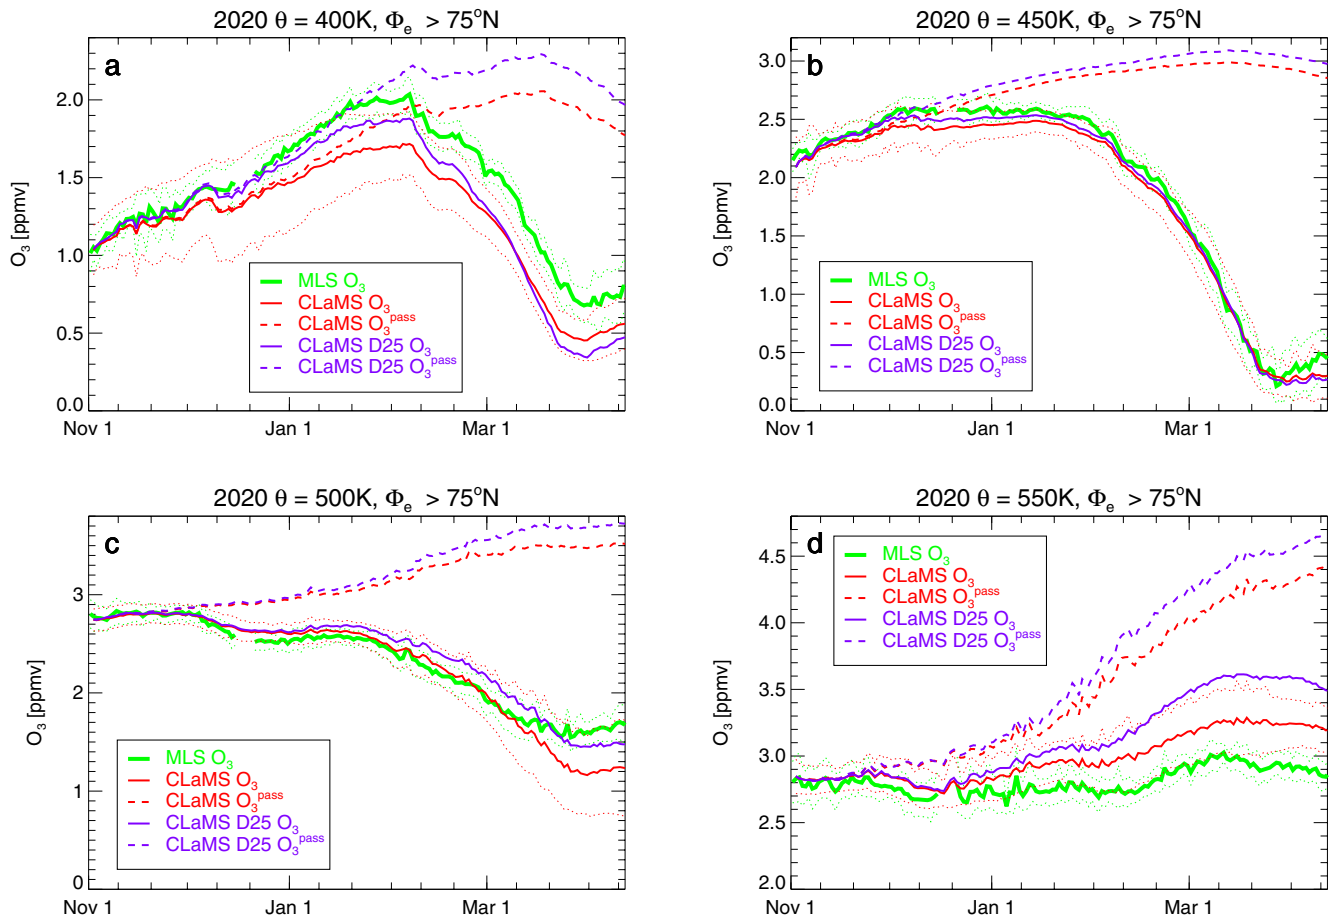 2020 θ = 400K, Φe > 75°N
a
O3 [ppmv]
2.0
1.5
1.0
0.5
0.0
Nov 1 Jan 1 Mar 1
MLS O3
CLaMS O3
CLaMS O3pass
CLaMS D25 O3
CLaMS D25 O3pass
2020 θ = 450K, Φe > 75°N
b
O3 [ppmv]
3.0
2.5
2.0
1.5
1.0
0.5
0.0
Nov 1 Jan 1 Mar 1
MLS O3
CLaMS O3
CLaMS O3pass
CLaMS D25 O3
CLaMS D25 O3pass
2020 θ = 500K, Φe > 75°N
c
O3 [ppmv]
3
2
1
0
Nov 1 Jan 1 Mar 1
MLS O3
CLaMS O3
CLaMS O3pass
CLaMS D25 O3
CLaMS D25 O3pass
2020 θ = 550K, Φe > 75°N
d
O3 [ppmv]
4.5
4.0
3.5
3.0
2.5
2.0
Nov 1 Jan 1 Mar 1
MLS O3
CLaMS O3
CLaMS O3pass
CLaMS D25 O3
CLaMS D25 O3pass